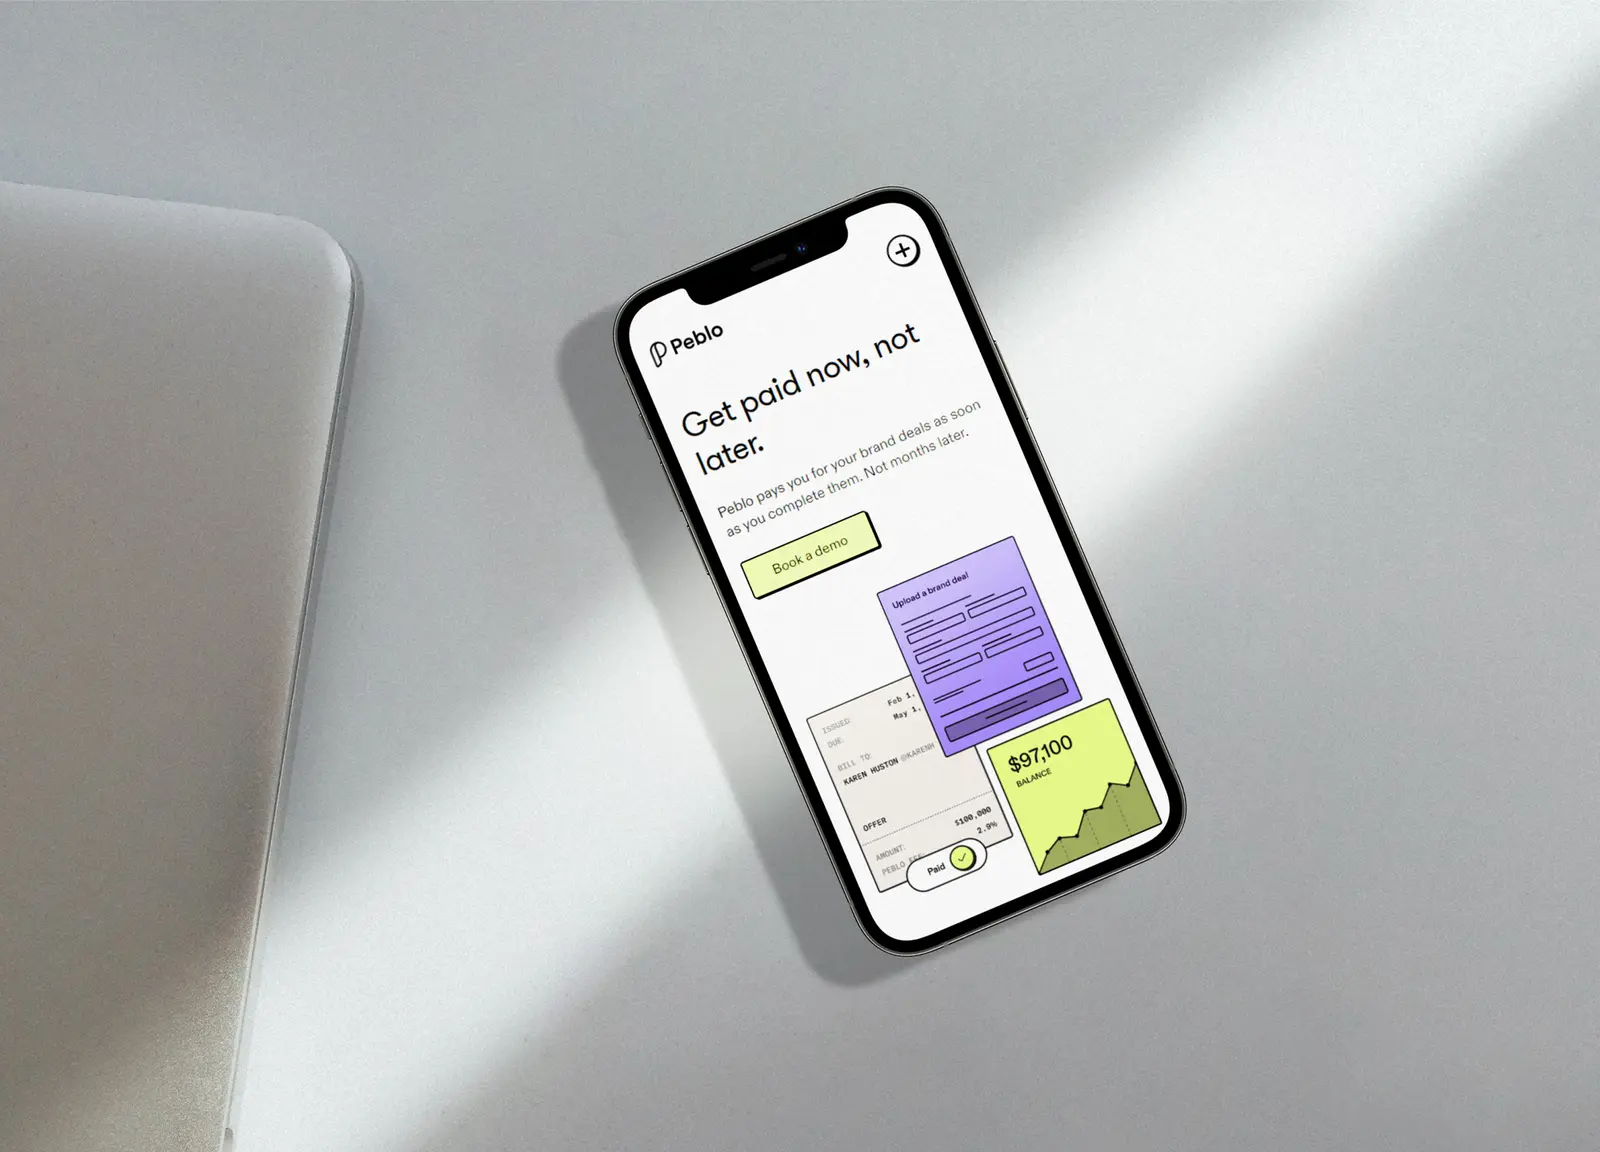 Peblo
Get paid now, not
later.
Peblo pays you for your brand deals as soon
as you complete them. Not months later.
Book a demo
Upload a brand deal
ISSUED: Feb 1,
DUE: May 1,
BILL TO:
KAREN HUSTON @KARENH
OFFER
AMOUNT: $100,000
PEBLO FEE: 2.9%
Paid
$97,100
BALANCE